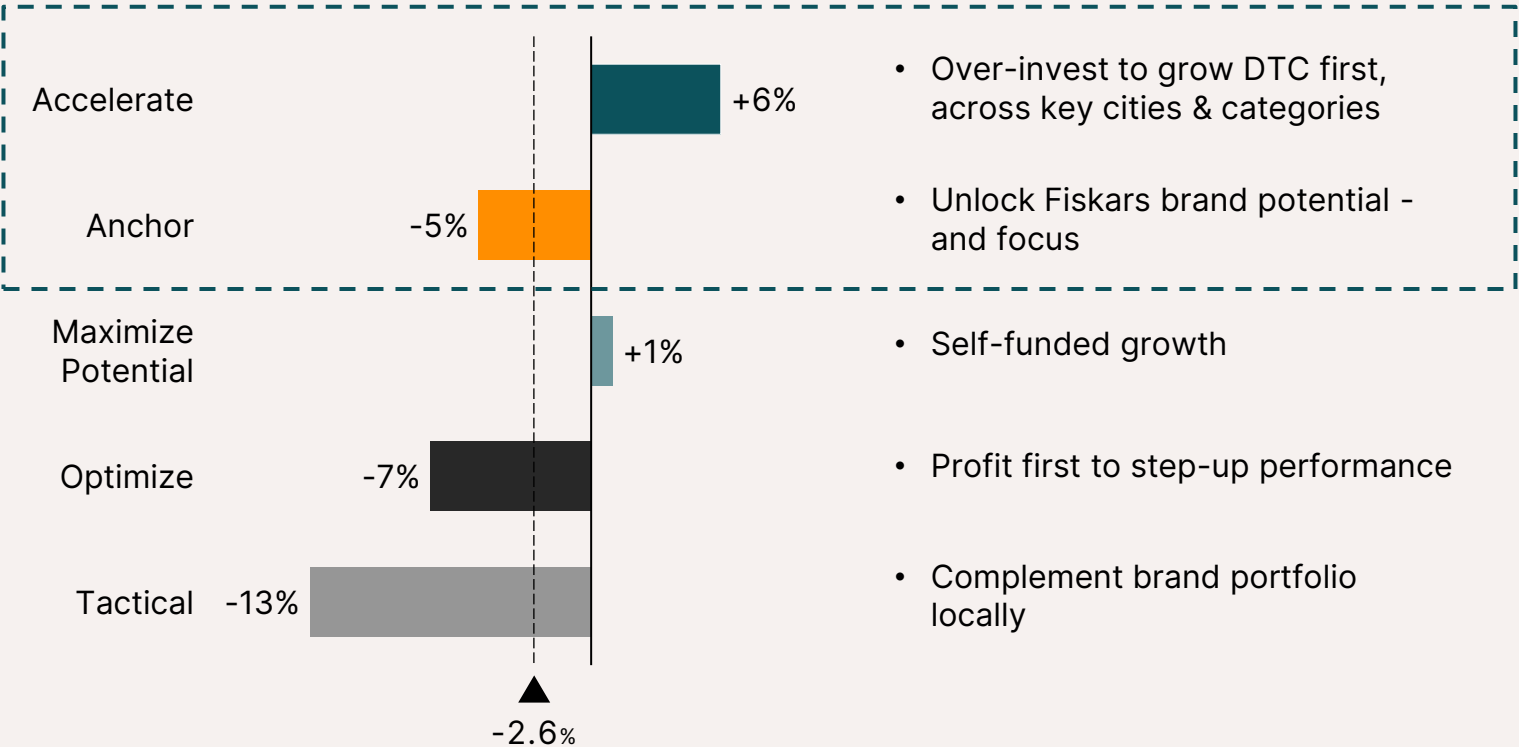 Accelerate
+6%
• Over-invest to grow DTC first,
across key cities & categories
Anchor
-5%
• Unlock Fiskars brand potential -
and focus
Maximize
Potential
+1%
• Self-funded growth
Optimize
-7%
• Profit first to step-up performance
Tactical
-13%
• Complement brand portfolio
locally
-2.6%